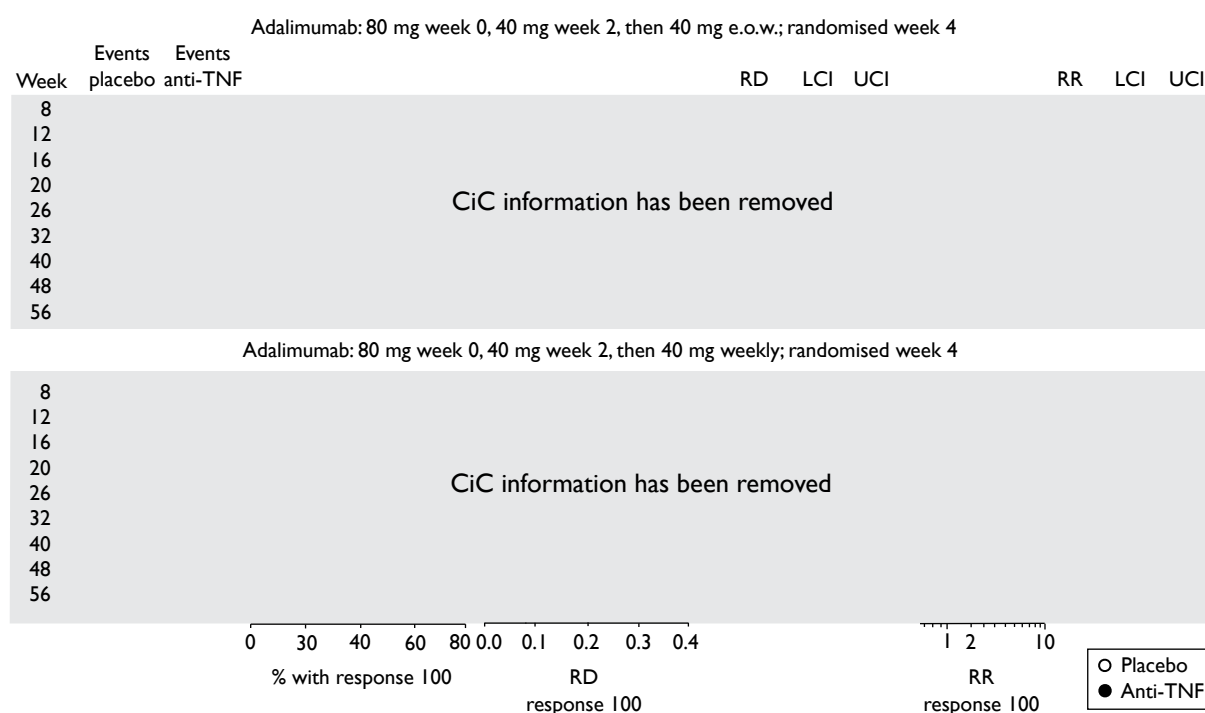 Adalimumab: 80 mg week 0, 40 mg week 2, then 40 mg e.o.w.; randomised week 4
Events Events
Week placebo anti-TNF RD LCI UCI RR LCI UCI
8
12
16
20
CiC information has been removed
26
32
40
48
56
Adalimumab: 80 mg week 0, 40 mg week 2, then 40 mg weekly; randomised week 4
8
12
16
20
CiC information has been removed
26
32
40
48
56
0 30 40 60 80 0.0 0.1 0.2 0.3 0.4 1 2 10
% with response 100 RD RR
response 100 response 100
Placebo
Anti-TNF